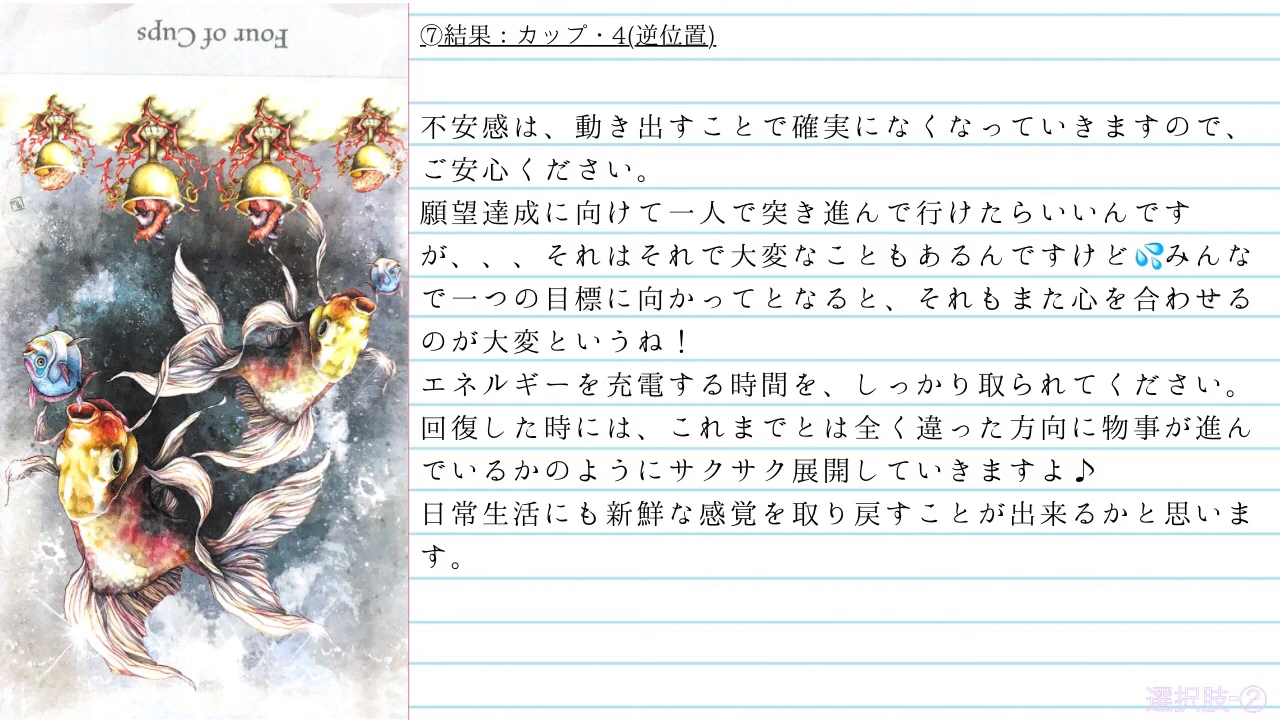 Four of Cups
⑦結果：カップ・4(逆位置)
不安感は、動き出すことで確実になくなっていきますので、
ご安心ください。
願望達成に向けて一人で突き進んで行けたらいいんです
が、、、それはそれで大変なこともあるんですけど💦みんな
で一つの目標に向かってとなると、それもまた心を合わせる
のが大変というね！
エネルギーを充電する時間を、しっかり取られてください。
回復した時には、これまでとは全く違った方向に物事が進ん
でいるかのようにサクサク展開していきますよ♪
日常生活にも新鮮な感覚を取り戻すことが出来るかと思いま
す。
選択肢-②